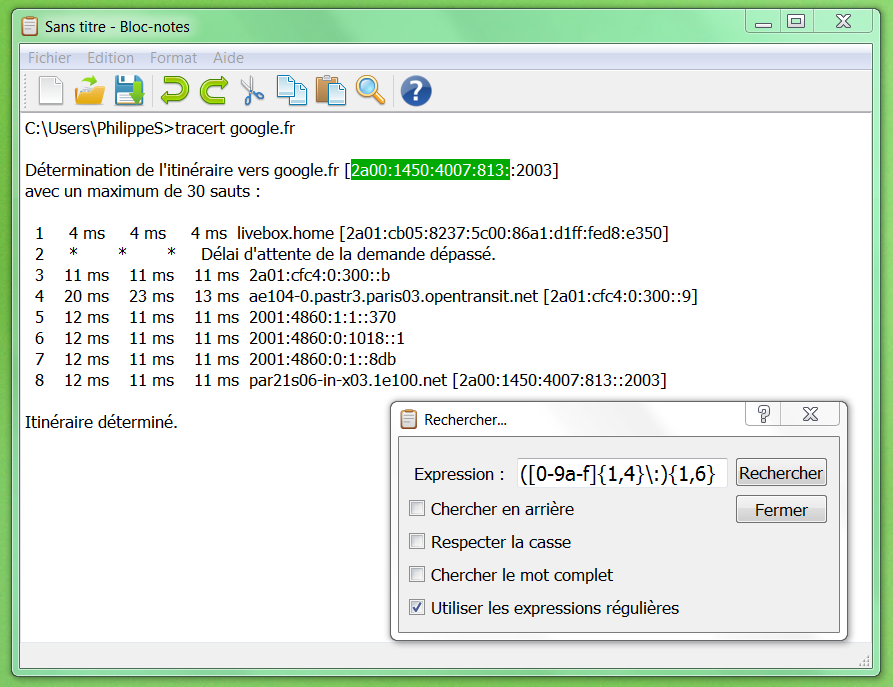 Sans titre - Bloc-notes
Fichier Edition Format Aide
C:\Users\PhilippeS>tracert google.fr
Détermination de l'itinéraire vers google.fr [2a00:1450:4007:813::2003]
avec un maximum de 30 sauts :
1 4 ms 4 ms 4 ms livebox.home [2a01:cb05:8237:5c00:86a1:d1ff:fed8:e350]
2 * * * Délai d'attente de la demande dépassé.
3 11 ms 11 ms 11 ms 2a01:cfc4:0:300::b
4 20 ms 23 ms 13 ms ae104-0.pastr3.paris03.opentransit.net [2a01:cfc4:0:300::9]
5 12 ms 11 ms 11 ms 2001:4860:1:1::370
6 12 ms 11 ms 11 ms 2001:4860:0:1018::1
7 12 ms 11 ms 11 ms 2001:4860:0:1::8db
8 12 ms 11 ms 11 ms par21s06-in-x03.1e100.net [2a00:1450:4007:813::2003]
Itinéraire déterminé.
Rechercher...
Expression : ([0-9a-f]{1,4}\:){1,6} Rechercher
Chercher en arrière Fermer
Respecter la casse
Chercher le mot complet
Utiliser les expressions régulières